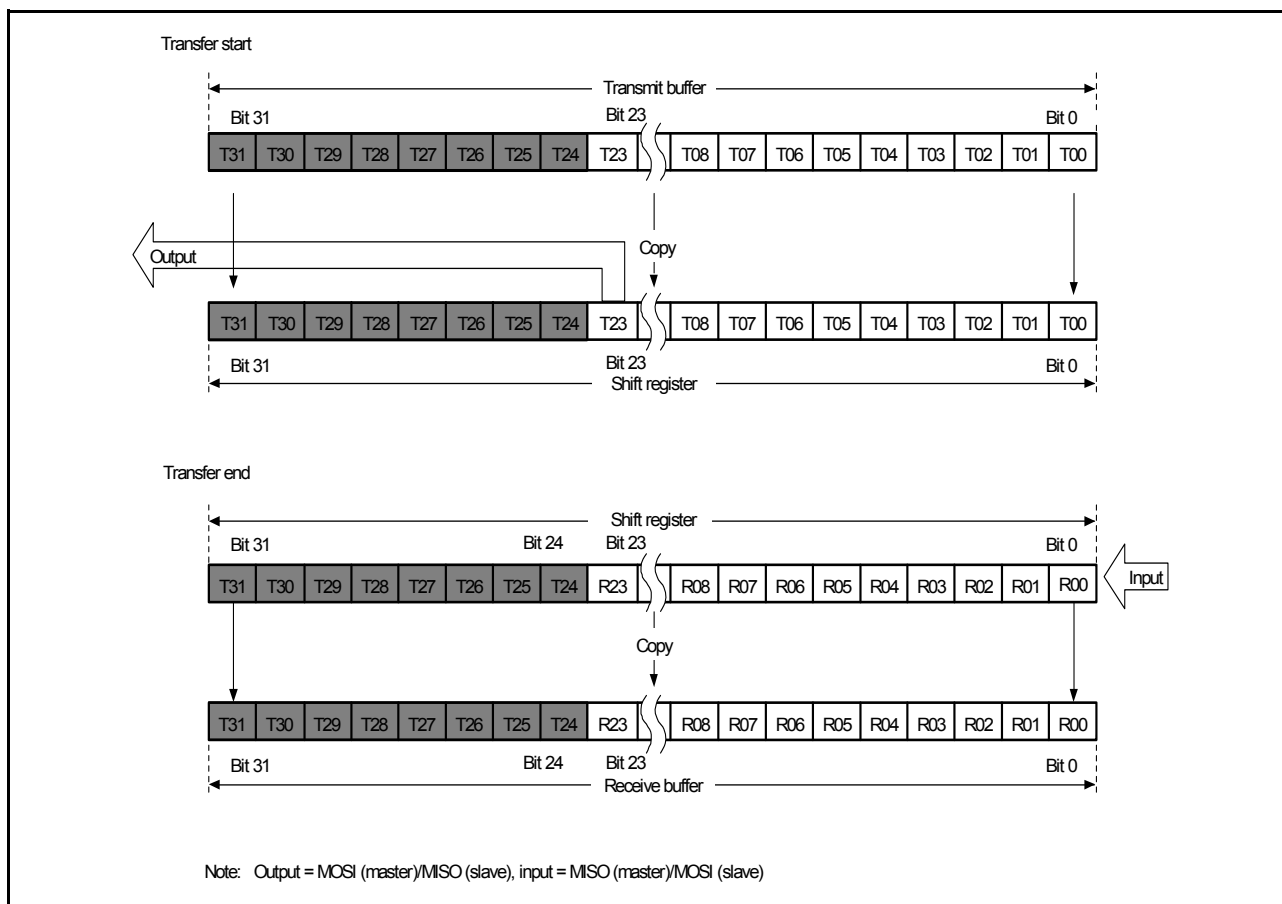 Transfer start
Transmit buffer
Bit 31 Bit 23 Bit 0
T31 T30 T29 T28 T27 T26 T25 T24 T23 T08 T07 T06 T05 T04 T03 T02 T01 T00
Output Copy
T31 T30 T29 T28 T27 T26 T25 T24 T23 T08 T07 T06 T05 T04 T03 T02 T01 T00
Bit 31 Bit 23 Bit 0
Shift register
Transfer end
Shift register
Bit 31 Bit 24 Bit 23 Bit 0
T31 T30 T29 T28 T27 T26 T25 T24 R23 R08 R07 R06 R05 R04 R03 R02 R01 R00 Input
Copy
T31 T30 T29 T28 T27 T26 T25 T24 R23 R08 R07 R06 R05 R04 R03 R02 R01 R00
Bit 31 Bit 24 Bit 23 Bit 0
Receive buffer
Note: Output = MOSI (master)/MISO (slave), input = MISO (master)/MOSI (slave)